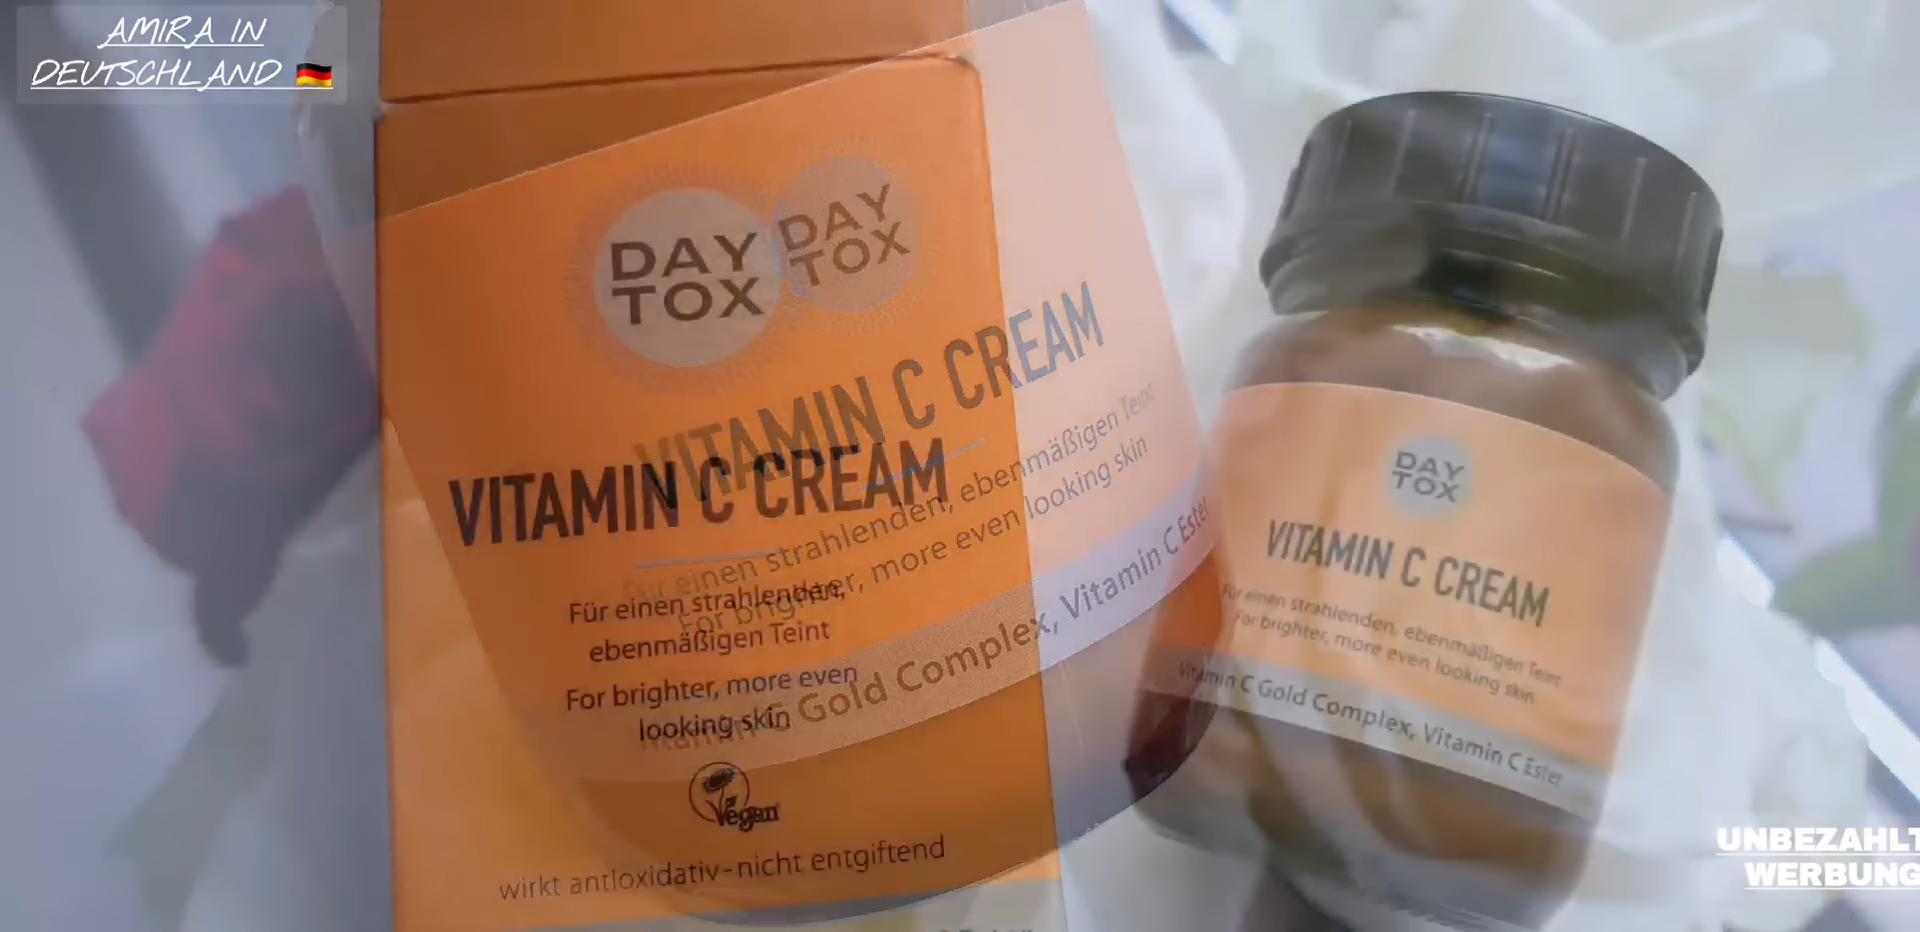 AMIRA IN
DEUTSCHLAND
DAY
TOX
VITAMIN C CREAM
Für einen strahlenden,
ebenmäßigen Teint
For brighter, more even
looking skin
Vegan
wirkt antioxidativ-nicht entgiftend
DAY
TOX
VITAMIN C CREAM
Für einen strahlenden, ebenmäßigen Teint
For brighter, more even looking skin
Vitamin C Gold Complex, Vitamin C Ester
DAY
TOX
VITAMIN C CREAM
Für einen strahlenden, ebenmäßigen Teint
For brighter, more even looking skin
Vitamin C Gold Complex, Vitamin C Ester
UNBEZAHLT
WERBUNG